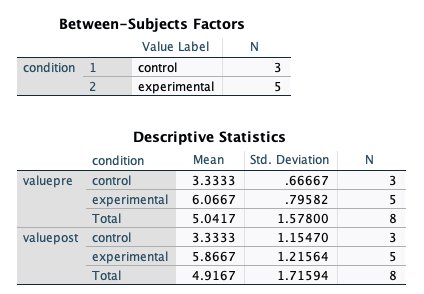 Between-Subjects Factors
Value Label N
condition 1 control 3
2 experimental 5
Descriptive Statistics
condition Mean Std. Deviation N
valuepre control 3.3333 .66667 3
experimental 6.0667 .79582 5
Total 5.0417 1.57800 8
valuepost control 3.3333 1.15470 3
experimental 5.8667 1.21564 5
Total 4.9167 1.71594 8